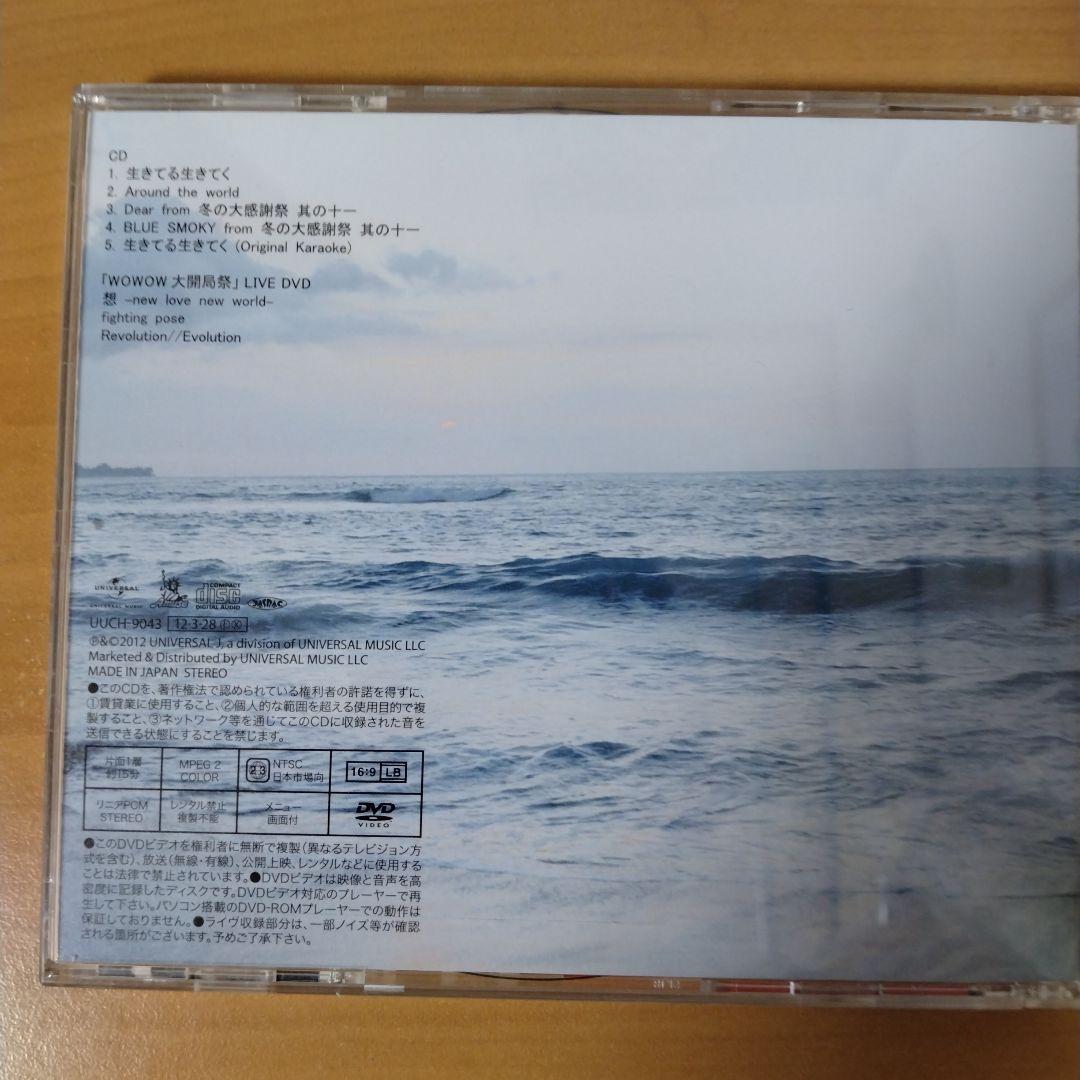 CD
1. 生きてる生きてく
2. Around the world
3. Dear from 冬の大感謝祭 其の十一
4. BLUE SMOKY from 冬の大感謝祭 其の十一
5. 生きてる生きてく (Original Karaoke)
「WOWOW 大開局祭」 LIVE DVD
想 –new love new world–
fighting pose
Revolution//Evolution
UNIVERSAL
UNIVERSAL MUSIC
COMPACT
disc
DIGITAL AUDIO
JASRAC
UUCH-9043 12·3·28 Ⓟ Ⓧ
℗&©2012 UNIVERSAL J, a division of UNIVERSAL MUSIC LLC
Marketed & Distributed by UNIVERSAL MUSIC LLC
MADE IN JAPAN STEREO
●このCDを、著作権法で認められている権利者の許諾を得ずに、
①賃貸業に使用すること、②個人的な範囲を超える使用目的で複
製すること、③ネットワーク等を通じてこのCDに収録された音を
送信できる状態にすることを禁じます。
片面1層
約15分
MPEG 2
COLOR
2 3
NTSC
日本市場向
16:9 LB
リニアPCM
STEREO
レンタル禁止
複製不能
メニュー
画面付
DVD
VIDEO
●このDVDビデオを権利者に無断で複製(異なるテレビジョン方
式を含む)、放送(無線・有線)、公開上映、レンタルなどに使用する
ことは法律で禁止されています。●DVDビデオは映像と音声を高
密度に記録したディスクです。DVDビデオ対応のプレーヤーで再
生して下さい。パソコン搭載のDVD-ROMプレーヤーでの動作は
保証しておりません。●ライヴ収録部分は、一部ノイズ等が確認
される箇所がございます。予めご了承下さい。